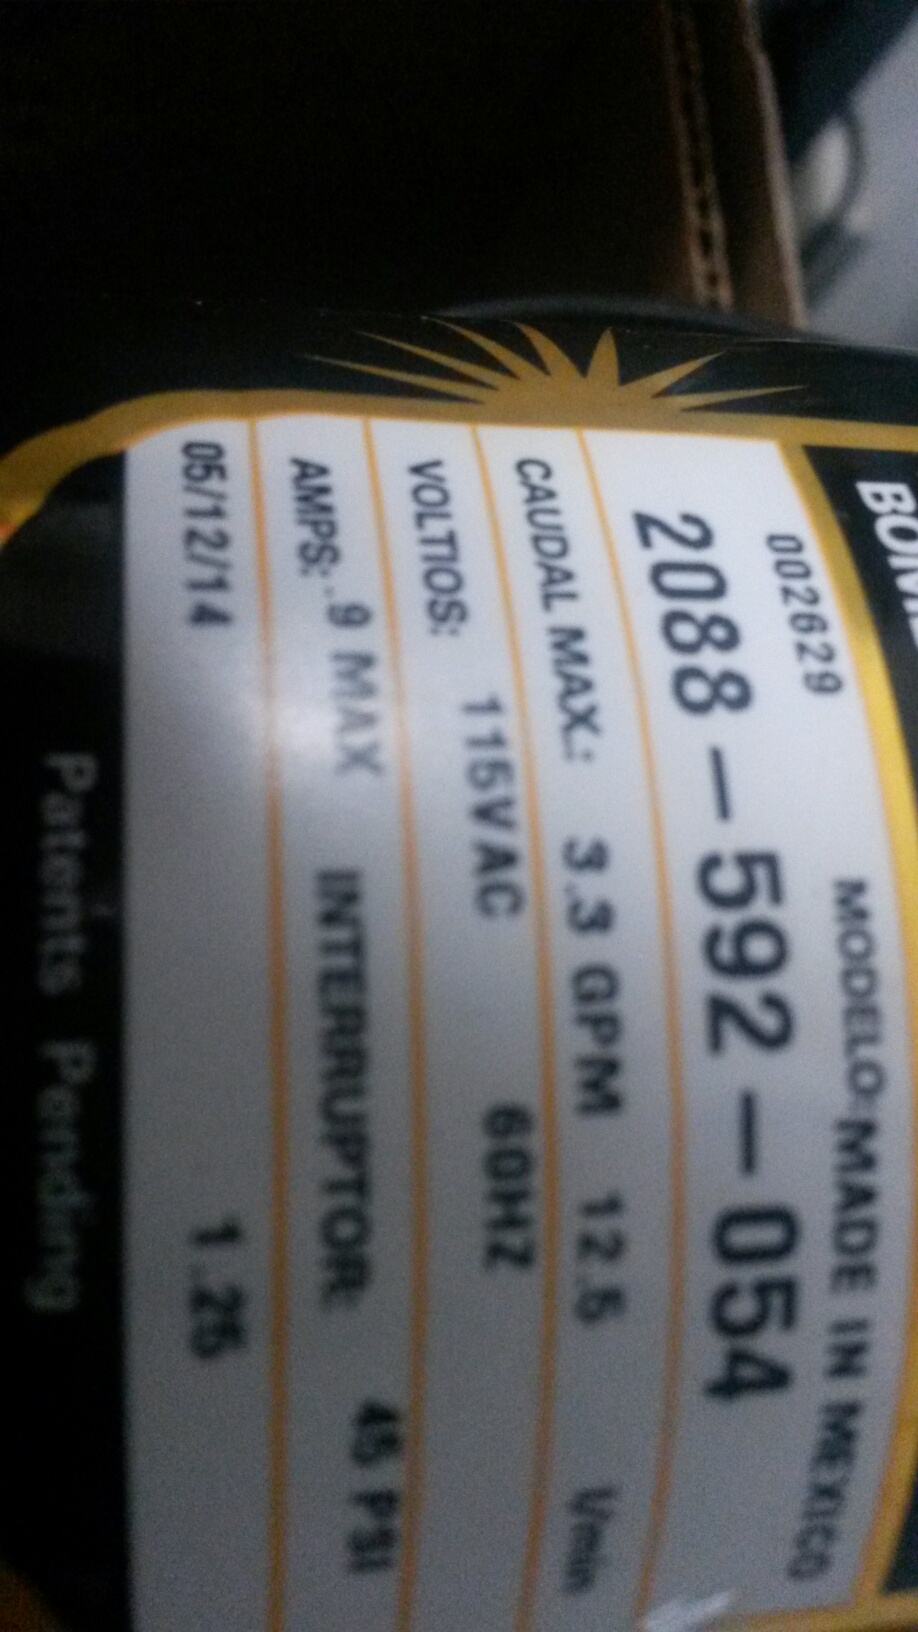 002629 MODELO: MADE IN MEXICO
2088-592-054
CAUDAL MAX.: 3.3 GPM 12.5 l/min
VOLTIOS: 115VAC 60HZ
AMPS: .9 MAX INTERRUPTOR: 45 PSI
05/12/14 1.25
Patents Pending